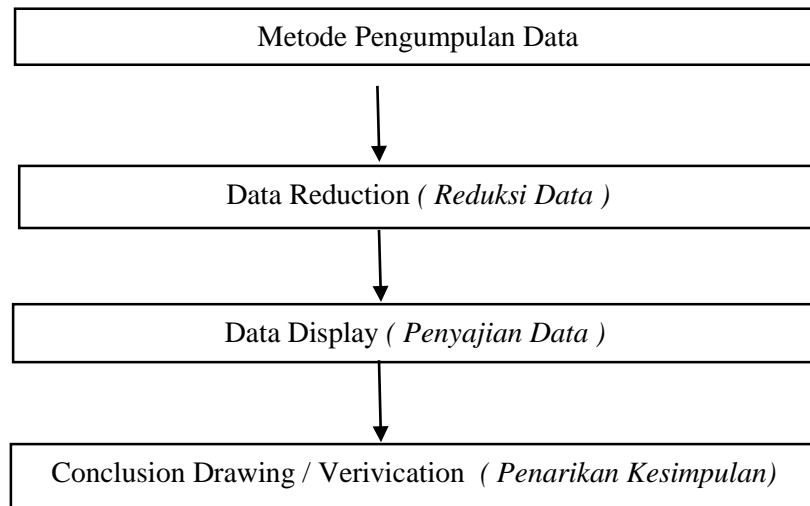 Metode Pengumpulan Data
Data Reduction ( Reduksi Data )
Data Display ( Penyajian Data )
Conclusion Drawing / Verivication ( Penarikan Kesimpulan)